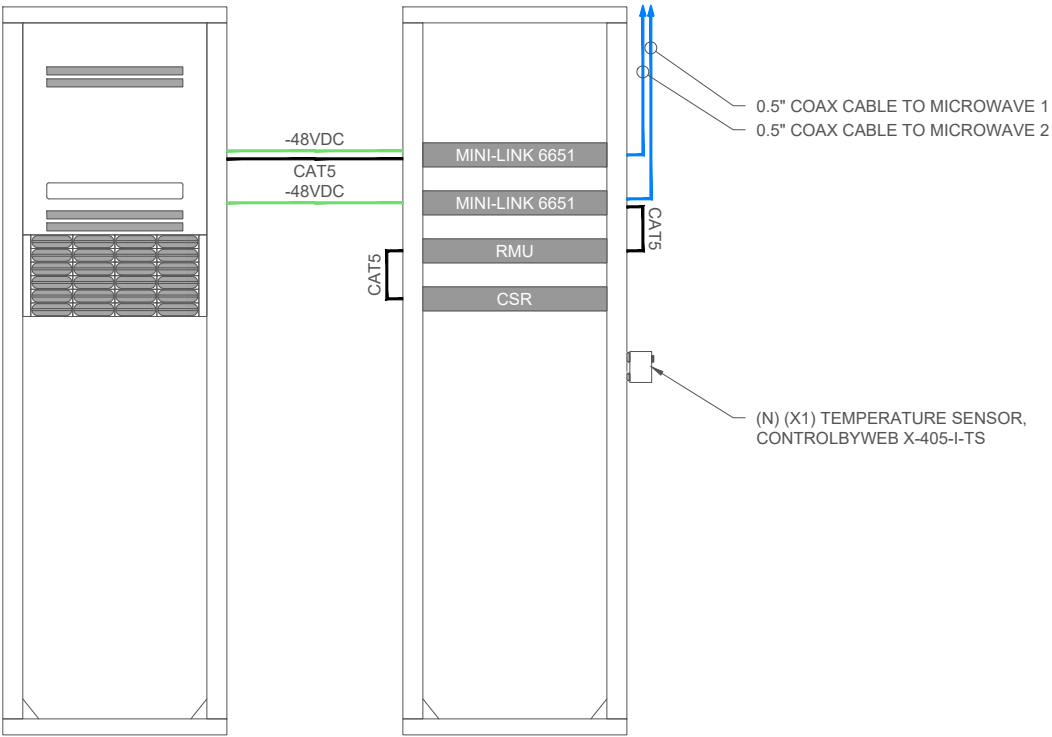 0.5" COAX CABLE TO MICROWAVE 1
0.5" COAX CABLE TO MICROWAVE 2
-48VDC
CAT5
-48VDC
MINI-LINK 6651
MINI-LINK 6651
CAT5
RMU
CAT5
CSR
(N) (X1) TEMPERATURE SENSOR,
CONTROLBYWEB X-405-I-TS